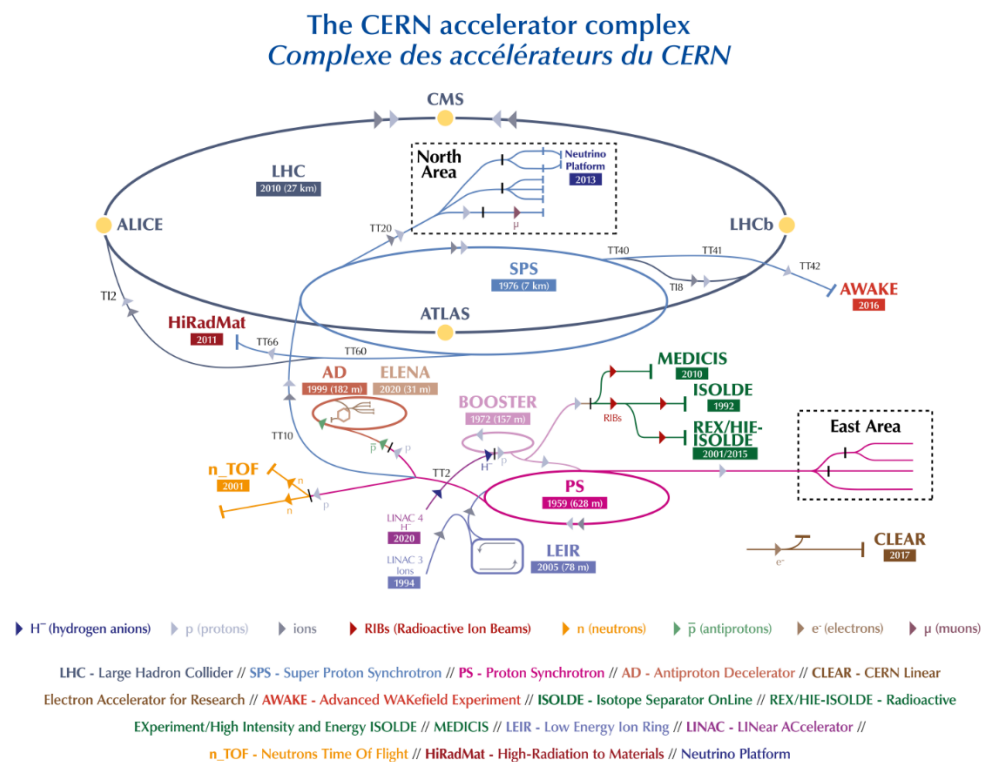 The CERN accelerator complex
Complexe des accélérateurs du CERN
CMS
North
Area
Neutrino
Platform
2013
LHC
2010 (27 km)
μ
ALICE
LHCb
TT20
TT40
TT41
SPS
1976 (7 km)
TT42
TI8
TI2
AWAKE
2016
ATLAS
HiRadMat
2011
TT66
TT60
MEDICIS
2010
AD
1999 (182 m)
ELENA
2020 (31 m)
ISOLDE
1992
BOOSTER
1972 (157 m)
RIBs
REX/HIE-
ISOLDE
2001/2015
East Area
TT10
p̅
p
H⁻
p
TT2
n_TOF
2001
n
n
p
PS
1959 (628 m)
LINAC 4
H⁻
2020
LINAC 3
Ions
1994
LEIR
2005 (78 m)
CLEAR
2017
e⁻
H⁻ (hydrogen anions)
p (protons)
ions
RIBs (Radioactive Ion Beams)
n (neutrons)
p̅ (antiprotons)
e⁻ (electrons)
μ (muons)
LHC - Large Hadron Collider // SPS - Super Proton Synchrotron // PS - Proton Synchrotron // AD - Antiproton Decelerator // CLEAR - CERN Linear
Electron Accelerator for Research // AWAKE - Advanced WAKefield Experiment // ISOLDE - Isotope Separator OnLine // REX/HIE-ISOLDE - Radioactive
EXperiment/High Intensity and Energy ISOLDE // MEDICIS // LEIR - Low Energy Ion Ring // LINAC - LINear ACcelerator //
n_TOF - Neutrons Time Of Flight // HiRadMat - High-Radiation to Materials // Neutrino Platform